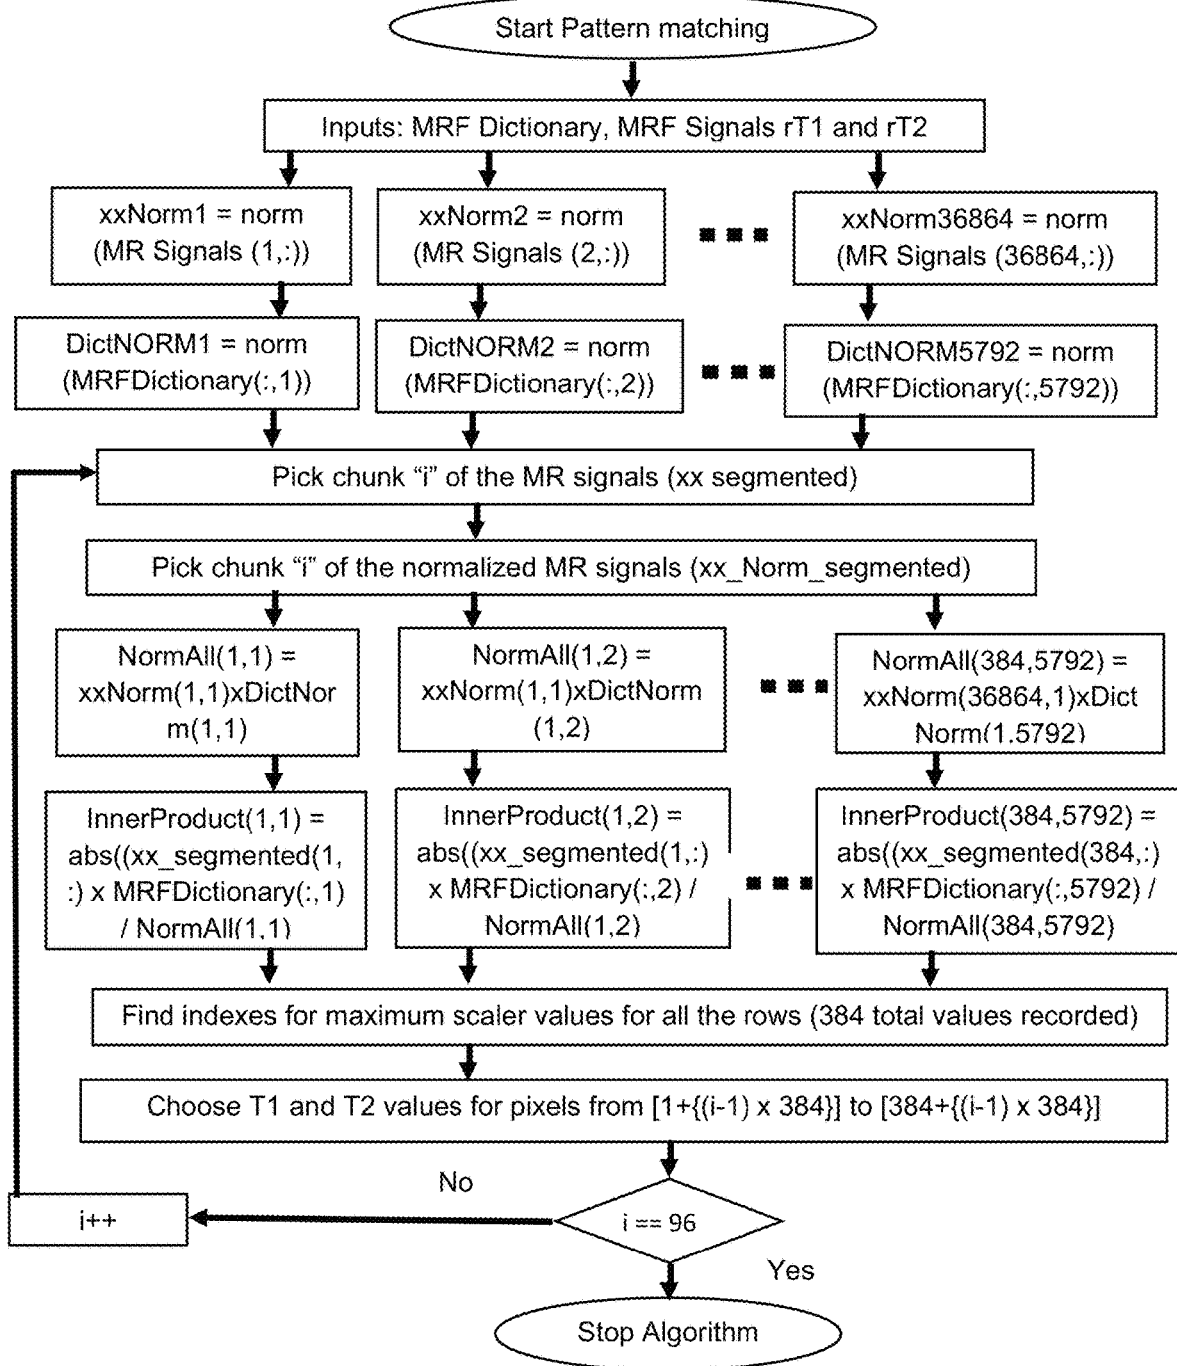 Start Pattern matching
Inputs: MRF Dictionary, MRF Signals rT1 and rT2
xxNorm1 = norm
(MR Signals (1,:))
xxNorm2 = norm
(MR Signals (2,:))
xxNorm36864 = norm
(MR Signals (36864,:))
DictNORM1 = norm
(MRFDictionary(:,1))
DictNORM2 = norm
(MRFDictionary(:,2))
DictNORM5792 = norm
(MRFDictionary(:,5792))
Pick chunk “i” of the MR signals (xx segmented)
Pick chunk “i” of the normalized MR signals (xx_Norm_segmented)
NormAll(1,1) =
xxNorm(1,1)xDictNor
m(1,1)
NormAll(1,2) =
xxNorm(1,1)xDictNorm
(1,2)
NormAll(384,5792) =
xxNorm(36864,1)xDict
Norm(1.5792)
InnerProduct(1,1) =
abs((xx_segmented(1,
:) x MRFDictionary(:,1)
/ NormAll(1,1)
InnerProduct(1,2) =
abs((xx_segmented(1,:)
x MRFDictionary(:,2) /
NormAll(1,2)
InnerProduct(384,5792) =
abs((xx_segmented(384,:)
x MRFDictionary(:,5792) /
NormAll(384,5792)
Find indexes for maximum scaler values for all the rows (384 total values recorded)
Choose T1 and T2 values for pixels from [1+{(i-1) x 384}] to [384+{(i-1) x 384}]
No
i++
i == 96
Yes
Stop Algorithm